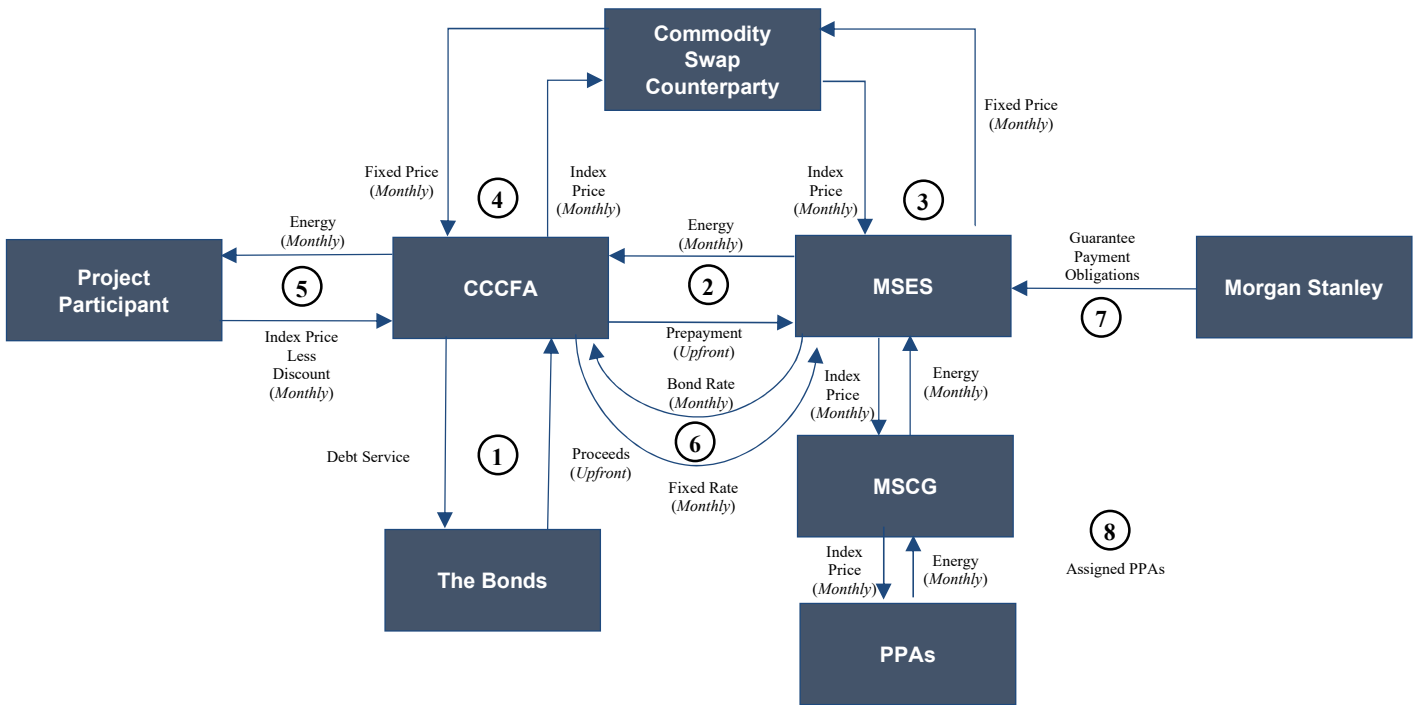 Commodity
Swap
Counterparty
Fixed Price
(Monthly)
Fixed Price
(Monthly)
4
Index
Price
(Monthly)
Index
Price
(Monthly)
3
Energy
(Monthly)
Energy
(Monthly)
Guarantee
Payment
Obligations
Project
Participant
5
CCCFA
2
MSES
7
Morgan Stanley
Index Price
Less
Discount
(Monthly)
Prepayment
(Upfront)
Bond Rate
(Monthly)
Index
Price
(Monthly)
Energy
(Monthly)
Debt Service
1
Proceeds
(Upfront)
6
Fixed Rate
(Monthly)
MSCG
8
Assigned PPAs
The Bonds
Index
Price
(Monthly)
Energy
(Monthly)
PPAs